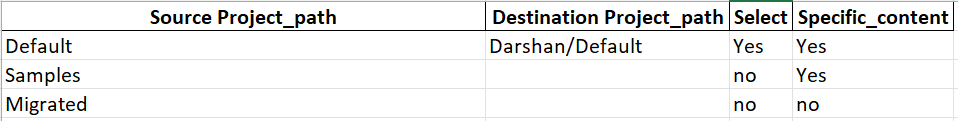 Source Project_path Destination Project_path Select Specific_content
Default Darshan/Default Yes Yes
Samples no Yes
Migrated no no